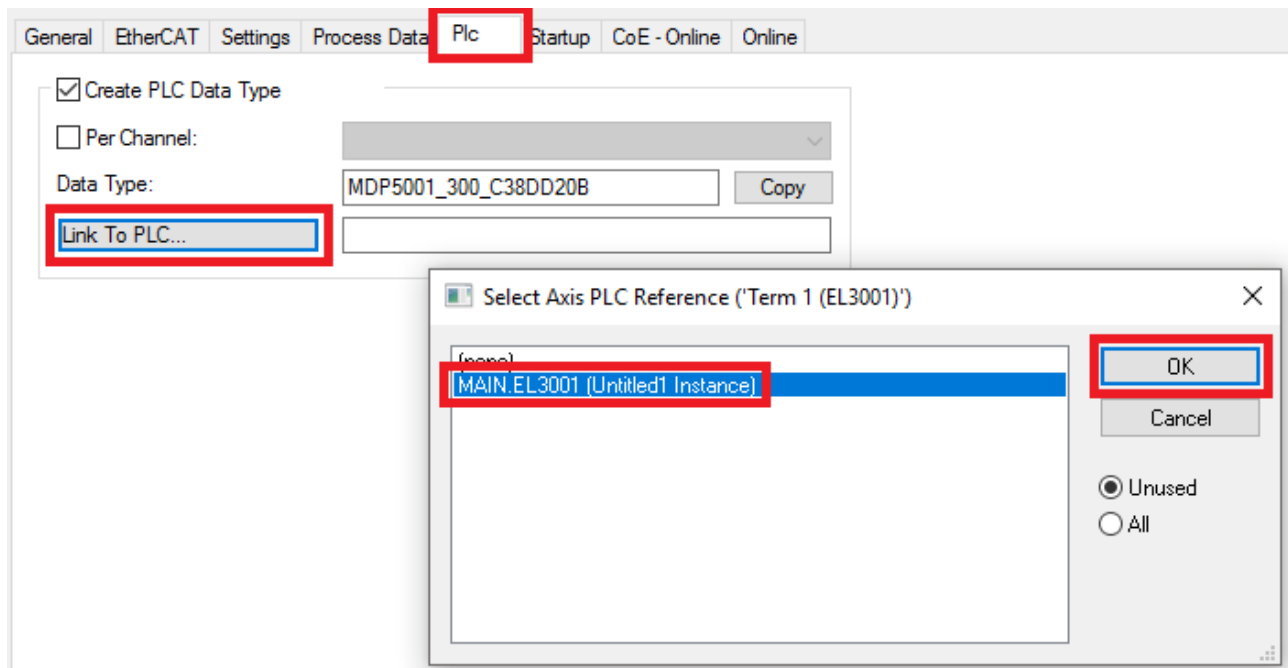 General EtherCAT Settings Process Data Plc Startup CoE - Online Online
Create PLC Data Type
Per Channel:
Data Type: MDP5001_300_C38DD20B Copy
Link To PLC...
Select Axis PLC Reference ('Term 1 (EL3001)')
(none)
MAIN.EL3001 (Untitled1 Instance)
OK
Cancel
Unused
All